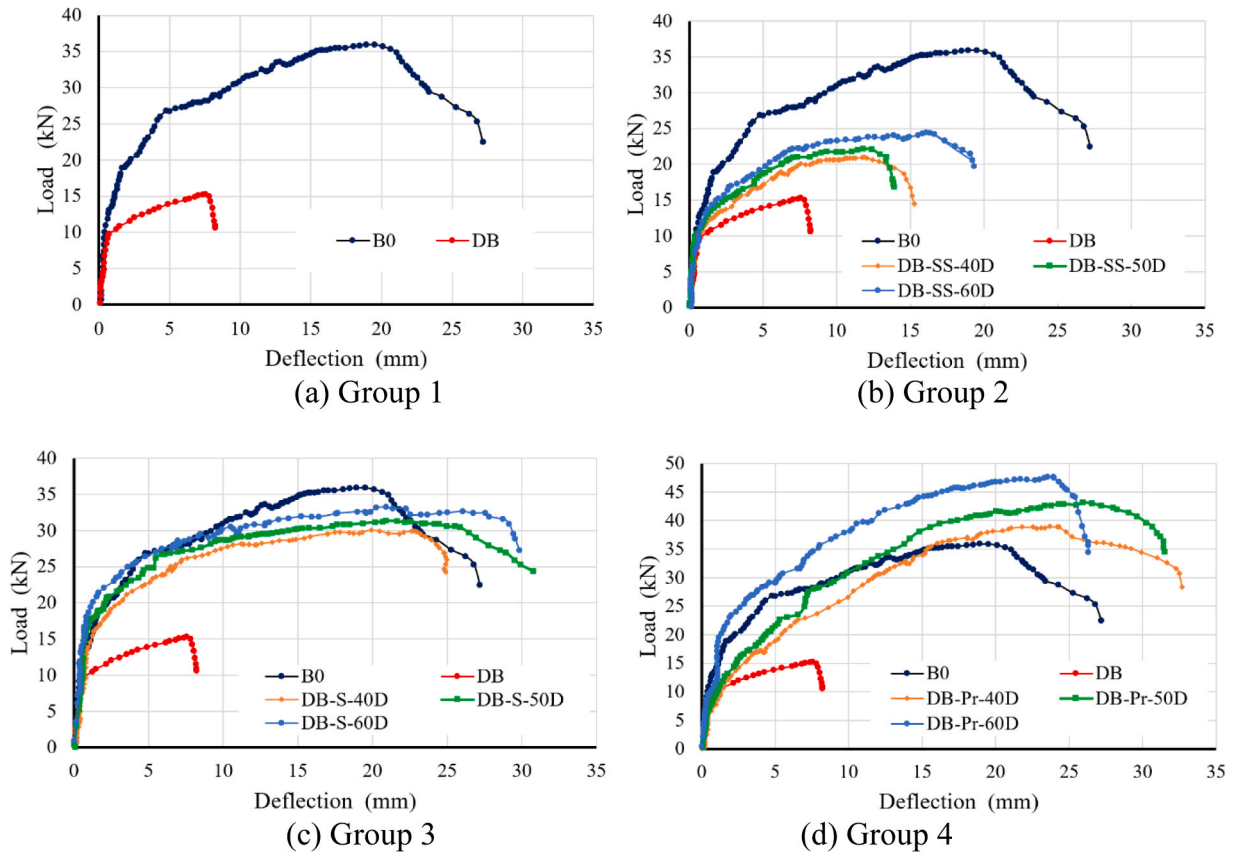 40
35
30
25
20
15
10
5
0
Load (kN)
B0 DB
0 5 10 15 20 25 30 35
Deflection (mm)
(a) Group 1
40
35
30
25
20
15
10
5
0
Load (kN)
B0 DB
DB-SS-40D DB-SS-50D
DB-SS-60D
0 5 10 15 20 25 30 35
Deflection (mm)
(b) Group 2
40
35
30
25
20
15
10
5
0
Load (kN)
B0 DB
DB-S-40D DB-S-50D
DB-S-60D
0 5 10 15 20 25 30 35
Deflection (mm)
(c) Group 3
50
45
40
35
30
25
20
15
10
5
0
Load (kN)
B0 DB
DB-Pr-40D DB-Pr-50D
DB-Pr-60D
0 5 10 15 20 25 30 35
Deflection (mm)
(d) Group 4